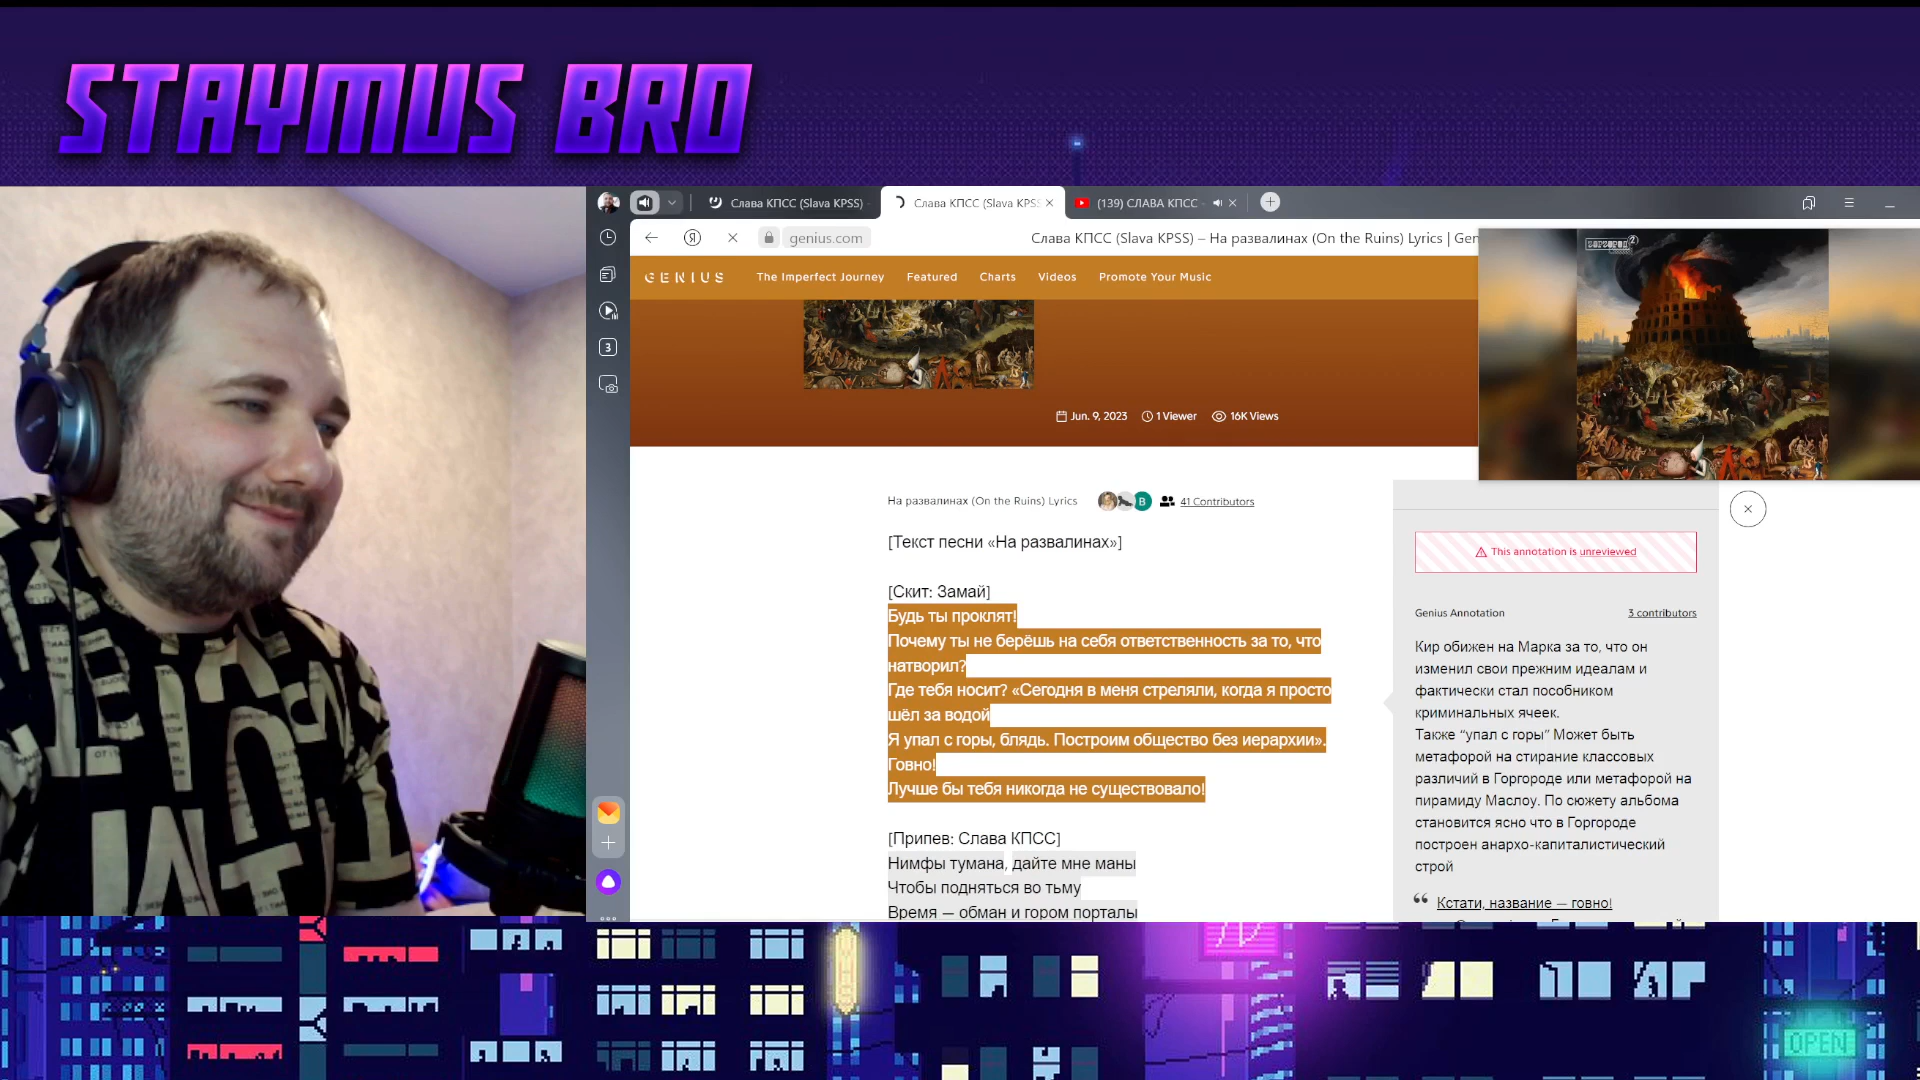 STAYMUS BRO
Слава КПСС (Slava KPSS)
Слава КПСС (Slava KPSS
(139) СЛАВА КПСС -
genius.com
Слава КПСС (Slava KPSS) – На развалинах (On the Ruins) Lyrics | Gen
GENIUS
The Imperfect Journey
Featured
Charts
Videos
Promote Your Music
3
Jun. 9, 2023
1 Viewer
16K Views
На развалинах (On the Ruins) Lyrics
B
41 Contributors
[Текст песни «На развалинах»]
[Скит: Замай]
Будь ты проклят!
Почему ты не берёшь на себя ответственность за то, что
натворил?
Где тебя носит? «Сегодня в меня стреляли, когда я просто
шёл за водой
Я упал с горы, блядь. Построим общество без иерархии».
Говно!
Лучше бы тебя никогда не существовало!
[Припев: Слава КПСС]
Нимфы тумана, дайте мне маны
Чтобы подняться во тьму
Время — обман и гором порталы
This annotation is unreviewed
Genius Annotation
3 contributors
Кир обижен на Марка за то, что он
изменил свои прежним идеалам и
фактически стал пособником
криминальных ячеек.
Также “упал с горы” Может быть
метафорой на стирание классовых
различий в Горгороде или метафорой на
пирамиду Маслоу. По сюжету альбома
становится ясно что в Горгороде
построен анархо-капиталистический
строй
“ Кстати, название — говно!
OPEN